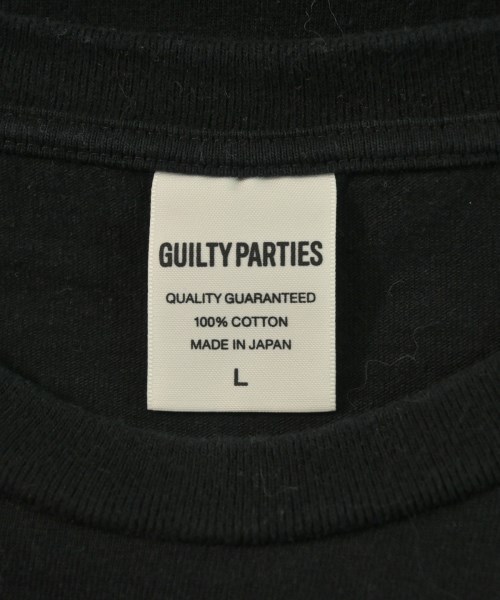 GUILTY PARTIES
QUALITY GUARANTEED
100% COTTON
MADE IN JAPAN
L